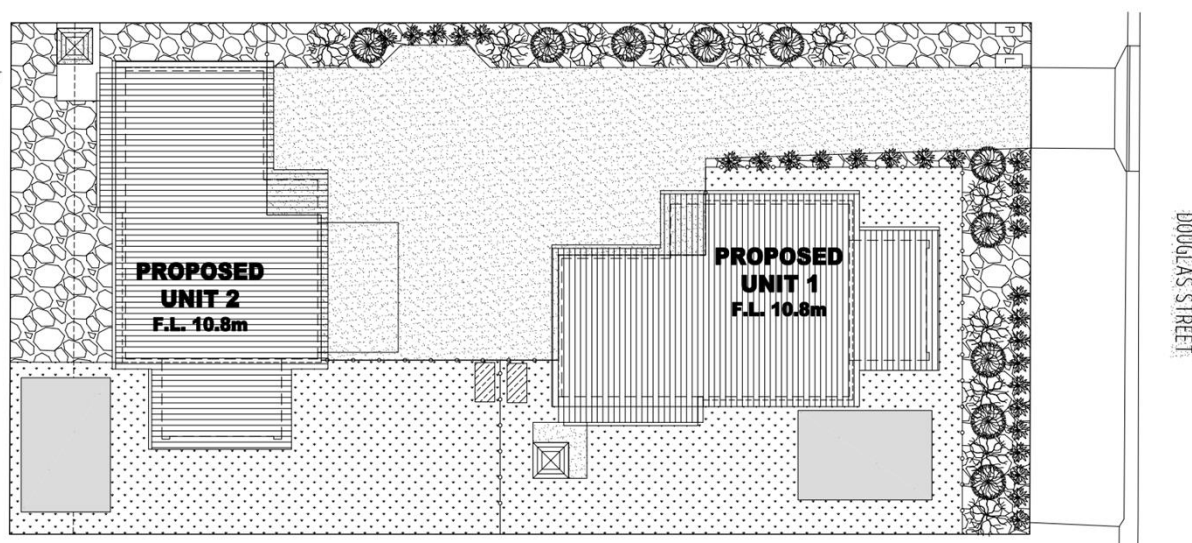 P
L
PROPOSED
UNIT 2
F.L. 10.8m
PROPOSED
UNIT 1
F.L. 10.8m
DOUGLAS STREET